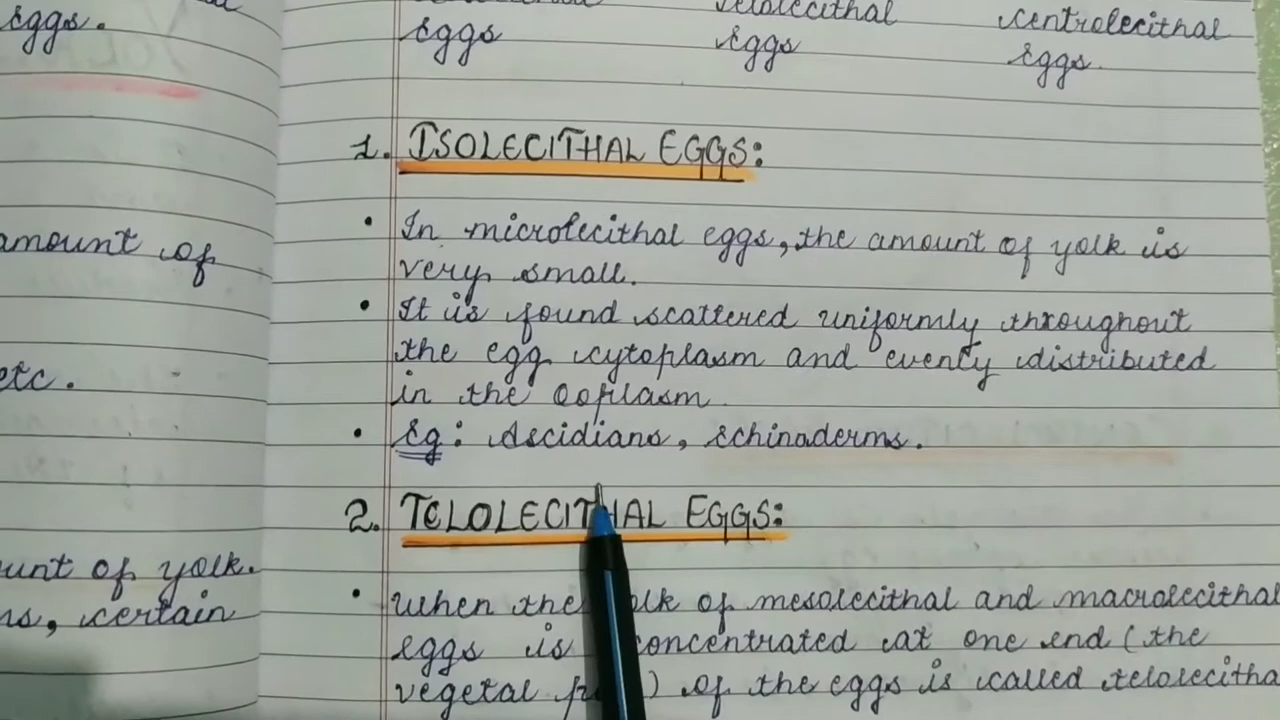 eggs.
amount of
etc.
unt of yolk.
ns, certain
telolecithal centrolecithal
Eggs Eggs Eggs
1. ISOLECITHAL EGGS:
• In microlecithal eggs, the amount of yolk is
very small.
• It is found scattered uniformly throughout
the egg cytoplasm and evenly distributed
in the ooplasm
• Eg: Ascidians, Echinoderms.
2. TELOLECITHAL EGGS:
• When the yolk of mesolecithal and macrolecithal
eggs is concentrated at one end (the
vegetal ) of the eggs is called telolecitha